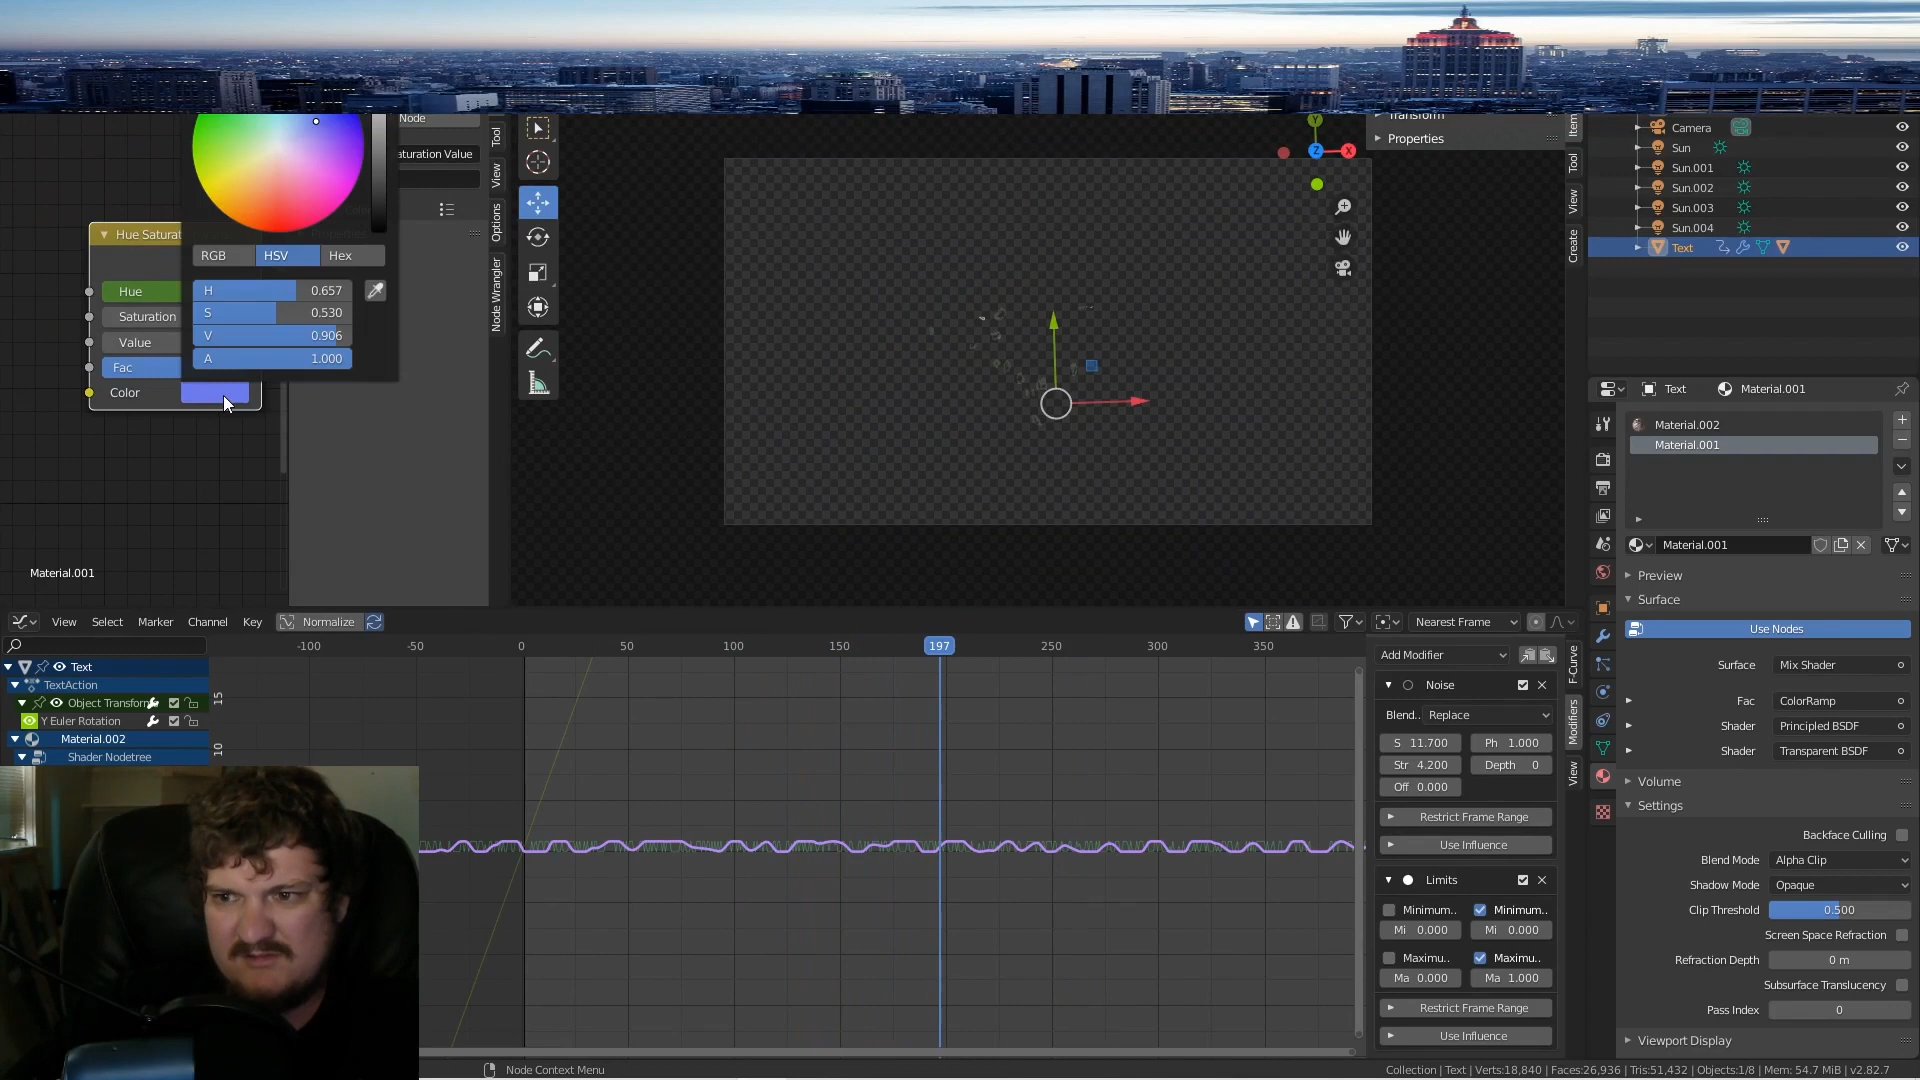 Node
aturation Value
Hue Saturat
Hue
Saturation
Value
Fac
Color
RGB
HSV
Hex
H 0.657
S 0.530
V 0.906
A 1.000
Material.001
Tool
View
Options
Node Wrangler
Y
Z
X
Transform
Properties
Item
Tool
View
Create
Camera
Sun
Sun.001
Sun.002
Sun.003
Sun.004
Text
Text
Material.001
Material.002
Material.001
Material.001
Preview
Surface
Use Nodes
Surface Mix Shader
Fac ColorRamp
Shader Principled BSDF
Shader Transparent BSDF
Volume
Settings
Backface Culling
Blend Mode Alpha Clip
Shadow Mode Opaque
Clip Threshold 0.500
Screen Space Refraction
Refraction Depth 0 m
Subsurface Translucency
Pass Index 0
Viewport Display
View Select Marker Channel Key Normalize
Nearest Frame
-100 -50 0 50 100 150 197 250 300 350
15
10
Text
TextAction
Object Transform
Y Euler Rotation
Material.002
Shader Nodetree
Add Modifier
Noise
Blend.. Replace
S 11.700 Ph 1.000
Str 4.200 Depth 0
Off 0.000
Restrict Frame Range
Use Influence
Limits
Minimum.. Minimum..
Mi 0.000 Mi 0.000
Maximu.. Maximu..
Ma 0.000 Ma 1.000
Restrict Frame Range
Use Influence
F-Curve
Modifiers
View
Node Context Menu
Collection | Text | Verts:18,840 | Faces:26,936 | Tris:51,432 | Objects:1/8 | Mem: 54.7 MiB | v2.82.7